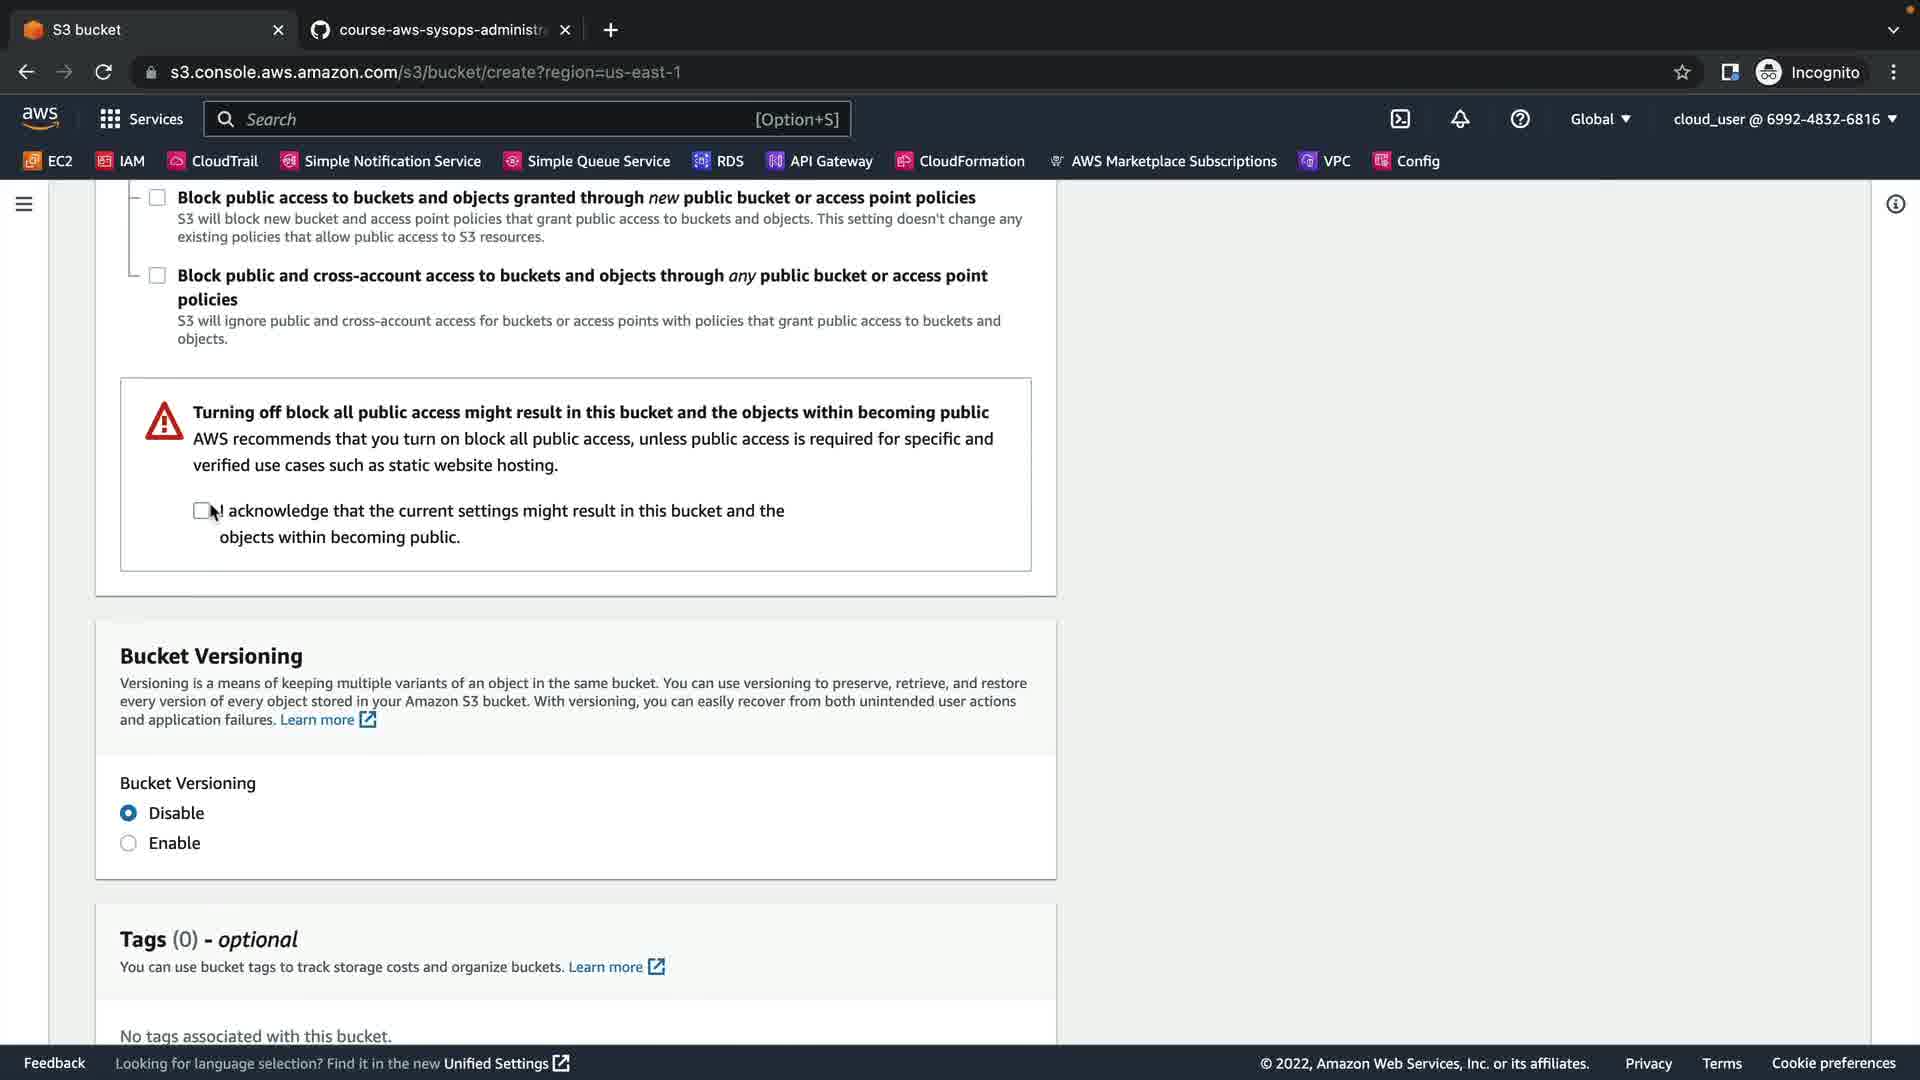 S3 bucket
course-aws-sysops-administr
s3.console.aws.amazon.com/s3/bucket/create?region=us-east-1
Incognito
aws
Services
Search
[Option+S]
Global
cloud_user @ 6992-4832-6816
EC2
IAM
CloudTrail
Simple Notification Service
Simple Queue Service
RDS
API Gateway
CloudFormation
AWS Marketplace Subscriptions
VPC
Config
Block public access to buckets and objects granted through new public bucket or access point policies
S3 will block new bucket and access point policies that grant public access to buckets and objects. This setting doesn't change any
existing policies that allow public access to S3 resources.
Block public and cross-account access to buckets and objects through any public bucket or access point
policies
S3 will ignore public and cross-account access for buckets or access points with policies that grant public access to buckets and
objects.
Turning off block all public access might result in this bucket and the objects within becoming public
AWS recommends that you turn on block all public access, unless public access is required for specific and
verified use cases such as static website hosting.
I acknowledge that the current settings might result in this bucket and the
objects within becoming public.
Bucket Versioning
Versioning is a means of keeping multiple variants of an object in the same bucket. You can use versioning to preserve, retrieve, and restore
every version of every object stored in your Amazon S3 bucket. With versioning, you can easily recover from both unintended user actions
and application failures. Learn more
Bucket Versioning
Disable
Enable
Tags (0) - optional
You can use bucket tags to track storage costs and organize buckets. Learn more
No tags associated with this bucket.
Feedback
Looking for language selection? Find it in the new Unified Settings
© 2022, Amazon Web Services, Inc. or its affiliates.
Privacy
Terms
Cookie preferences